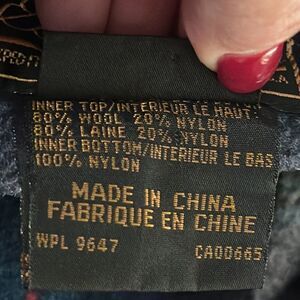 INNER TOP/INTERIEUR LE HAUT:
80% WOOL 20% NYLON
80% LAINE 20% NYLON
INNER BOTTOM/INTERIEUR LE BAS
100% NYLON
MADE IN CHINA
FABRIQUE EN CHINE
WPL 9647
CA00665